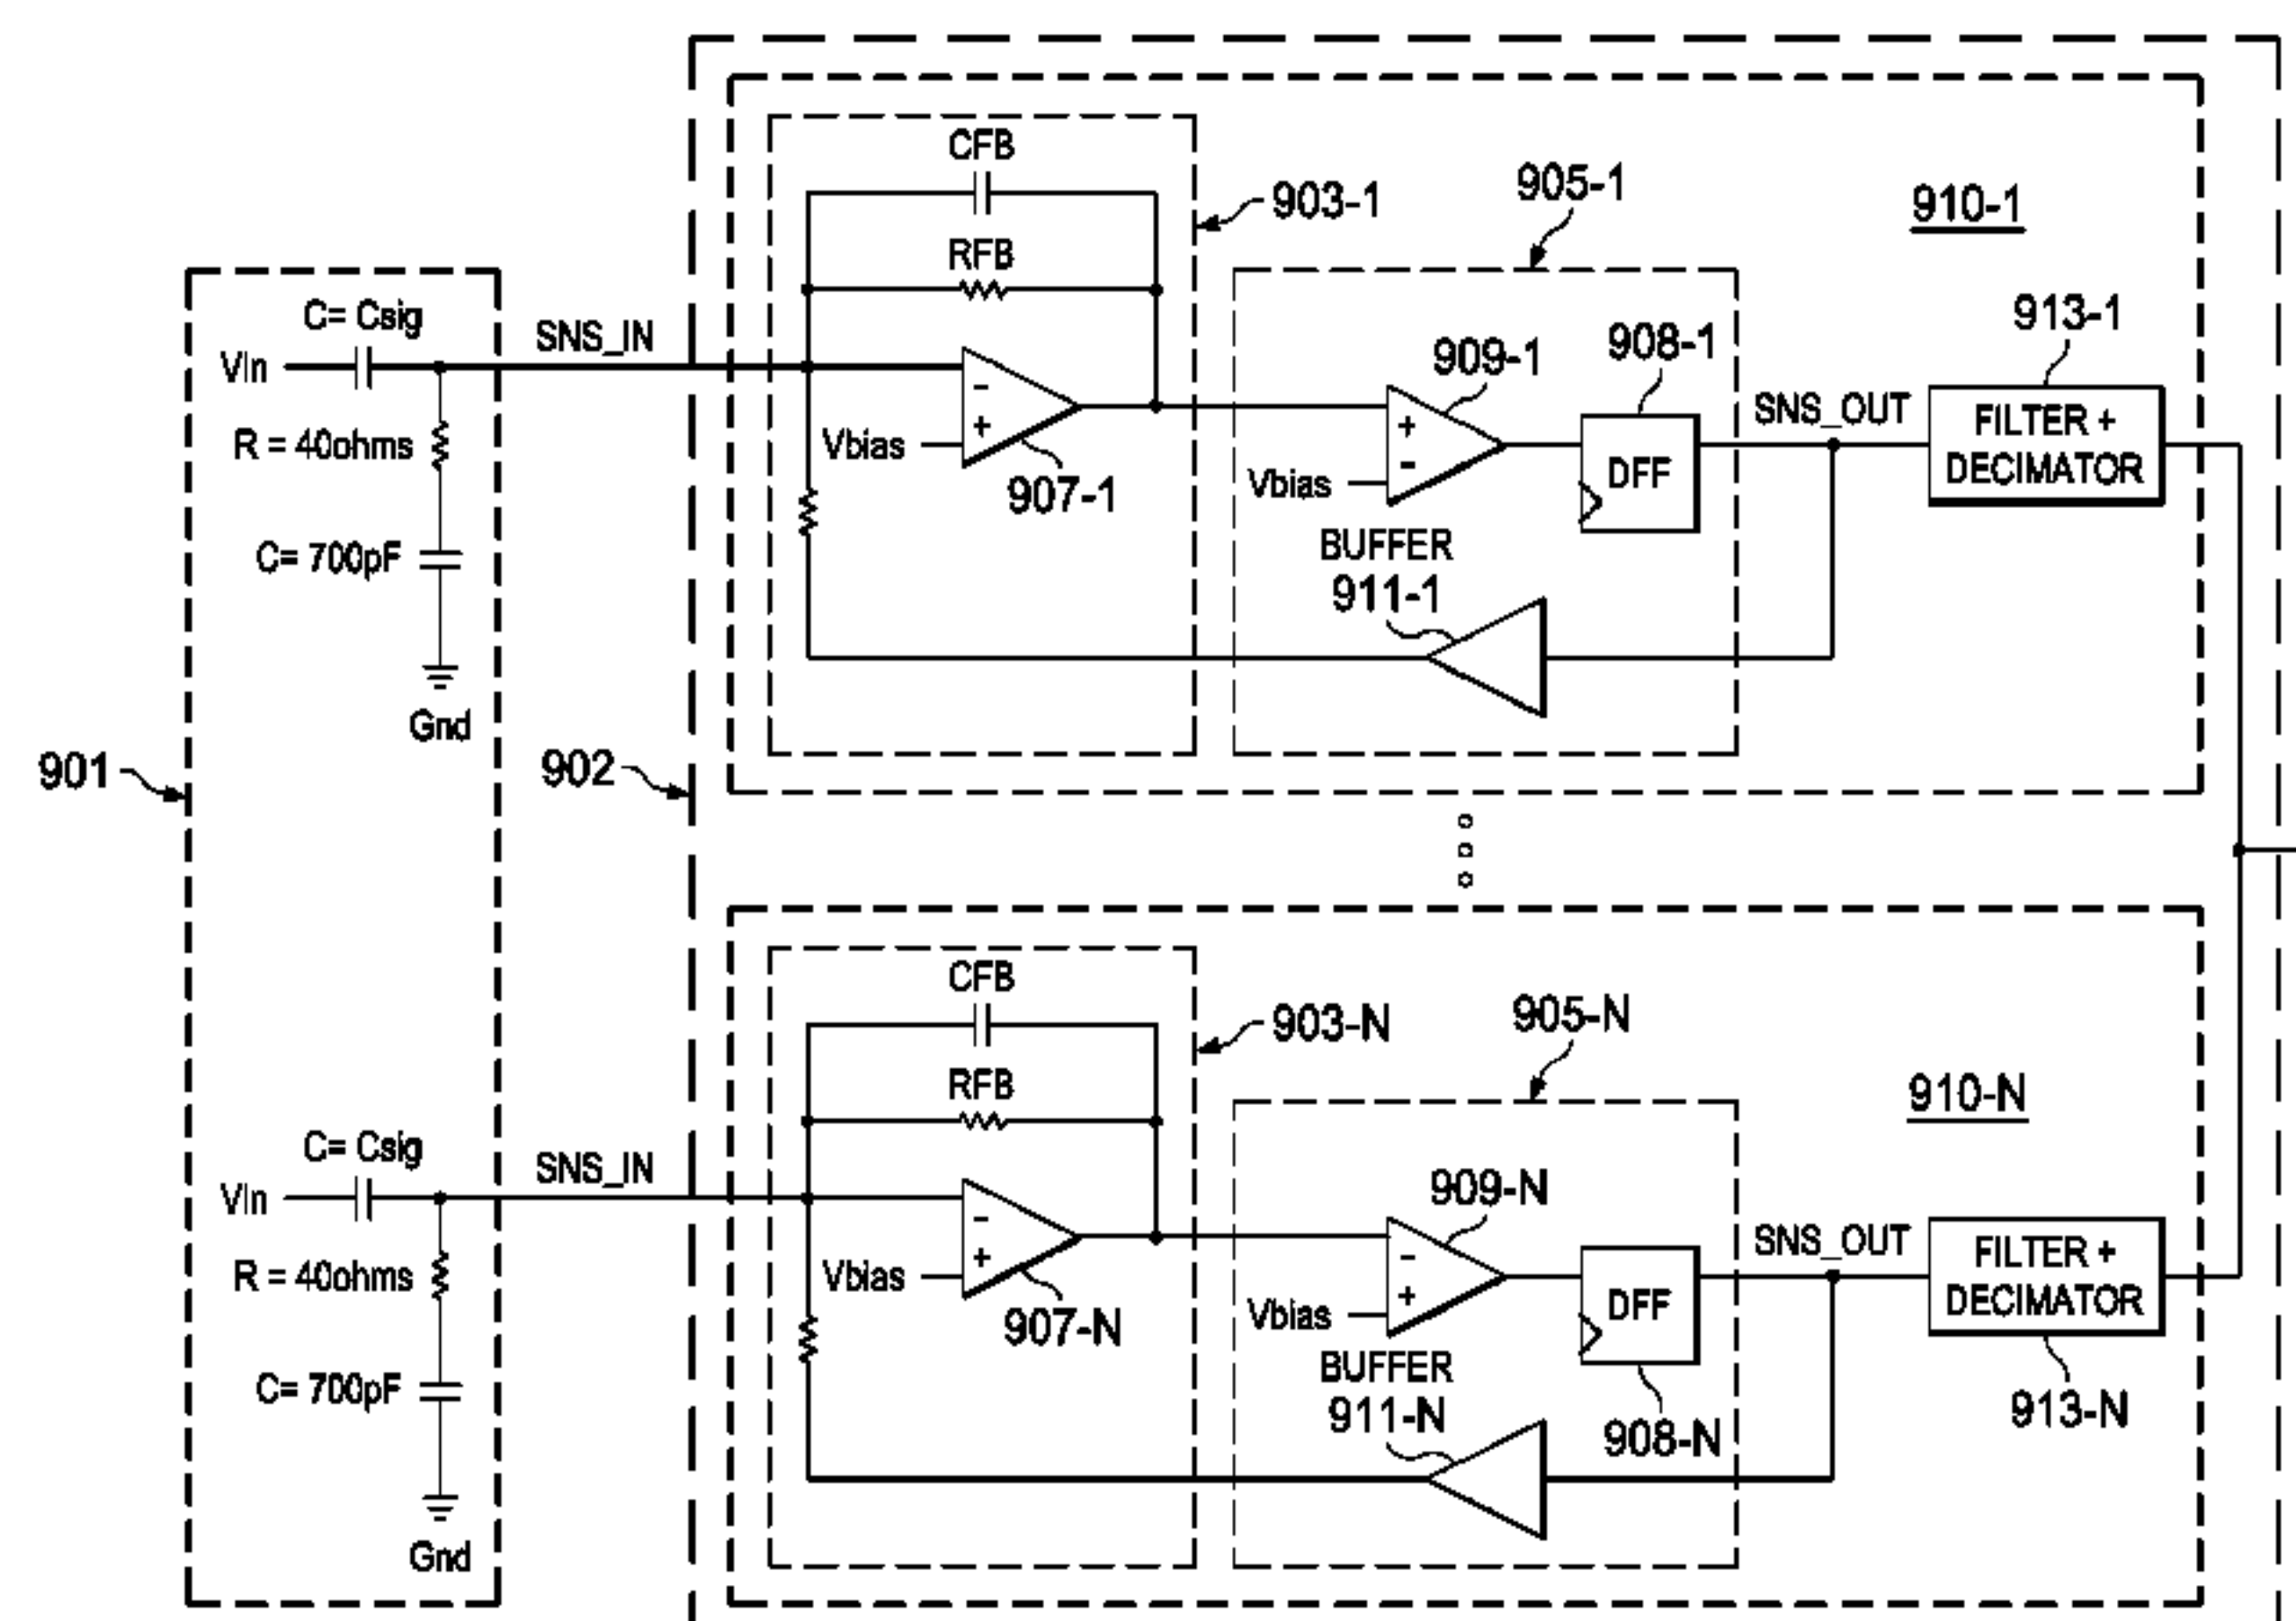 CFB
903-1
RFB
905-1
910-1
C= Csig
SNS_IN
VIn
909-1
908-1
913-1
R = 40ohms
Vbias
-
+
907-1
+
-
Vbias
DFF
SNS_OUT
FILTER +
DECIMATOR
C= 700pF
BUFFER
911-1
Gnd
901
902
CFB
903-N
RFB
905-N
910-N
C= Csig
SNS_IN
VIn
909-N
R = 40ohms
Vbias
-
+
907-N
-
+
Vbias
DFF
SNS_OUT
FILTER +
DECIMATOR
C= 700pF
BUFFER
911-N
908-N
913-N
Gnd